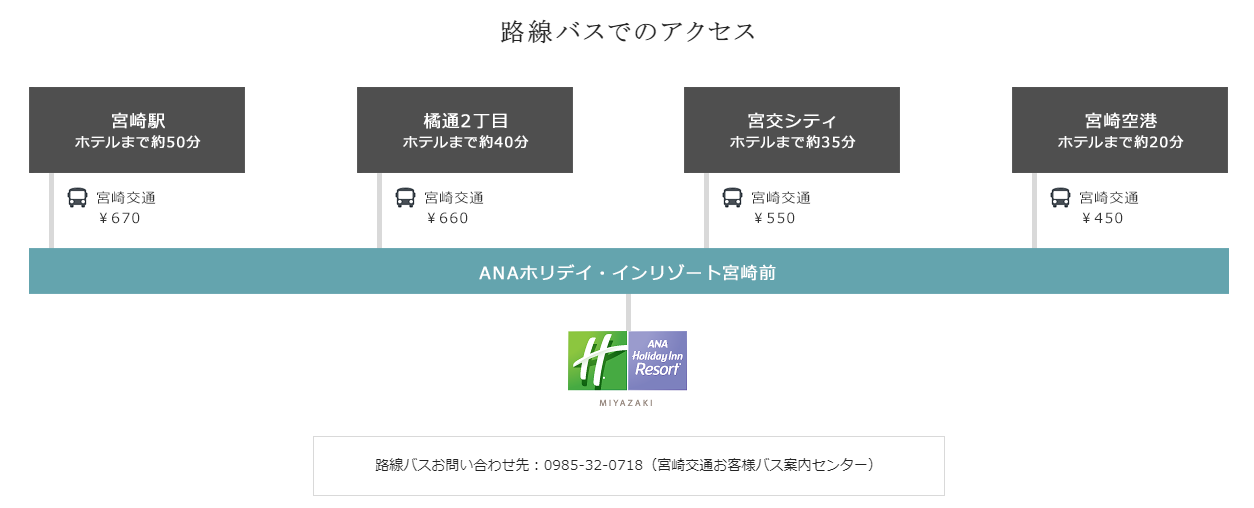 路線バスでのアクセス
宮崎駅
ホテルまで約50分
橘通2丁目
ホテルまで約40分
宮交シティ
ホテルまで約35分
宮崎空港
ホテルまで約20分
宮崎交通
￥670
宮崎交通
￥660
宮崎交通
￥550
宮崎交通
￥450
ANAホリデイ・インリゾート宮崎前
H
ANA
Holiday Inn
Resort
MIYAZAKI
路線バスお問い合わせ先：0985-32-0718（宮崎交通お客様バス案内センター）